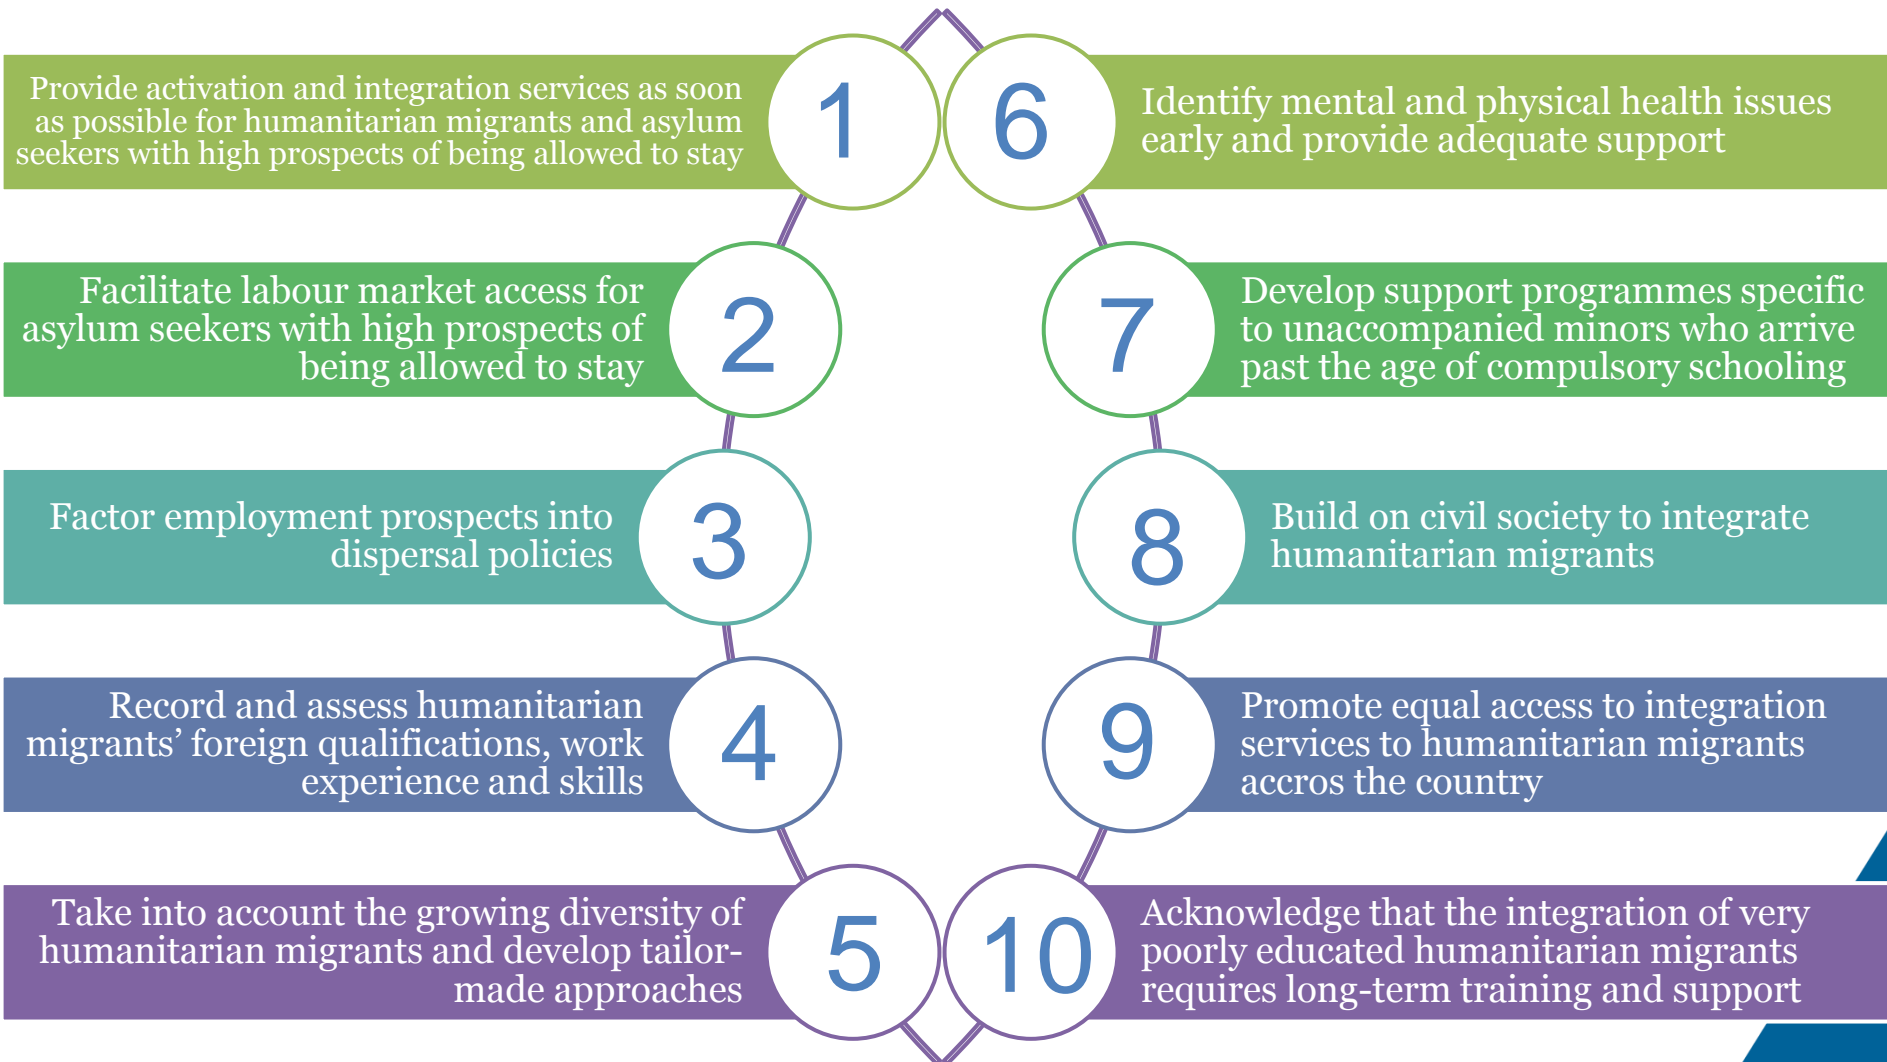 1
Provide activation and integration services as soon
as possible for humanitarian migrants and asylum
seekers with high prospects of being allowed to stay
2
Facilitate labour market access for
asylum seekers with high prospects of
being allowed to stay
3
Factor employment prospects into
dispersal policies
4
Record and assess humanitarian
migrants’ foreign qualifications, work
experience and skills
5
Take into account the growing diversity of
humanitarian migrants and develop tailor-
made approaches
6
Identify mental and physical health issues
early and provide adequate support
7
Develop support programmes specific
to unaccompanied minors who arrive
past the age of compulsory schooling
8
Build on civil society to integrate
humanitarian migrants
9
Promote equal access to integration
services to humanitarian migrants
accros the country
10
Acknowledge that the integration of very
poorly educated humanitarian migrants
requires long-term training and support